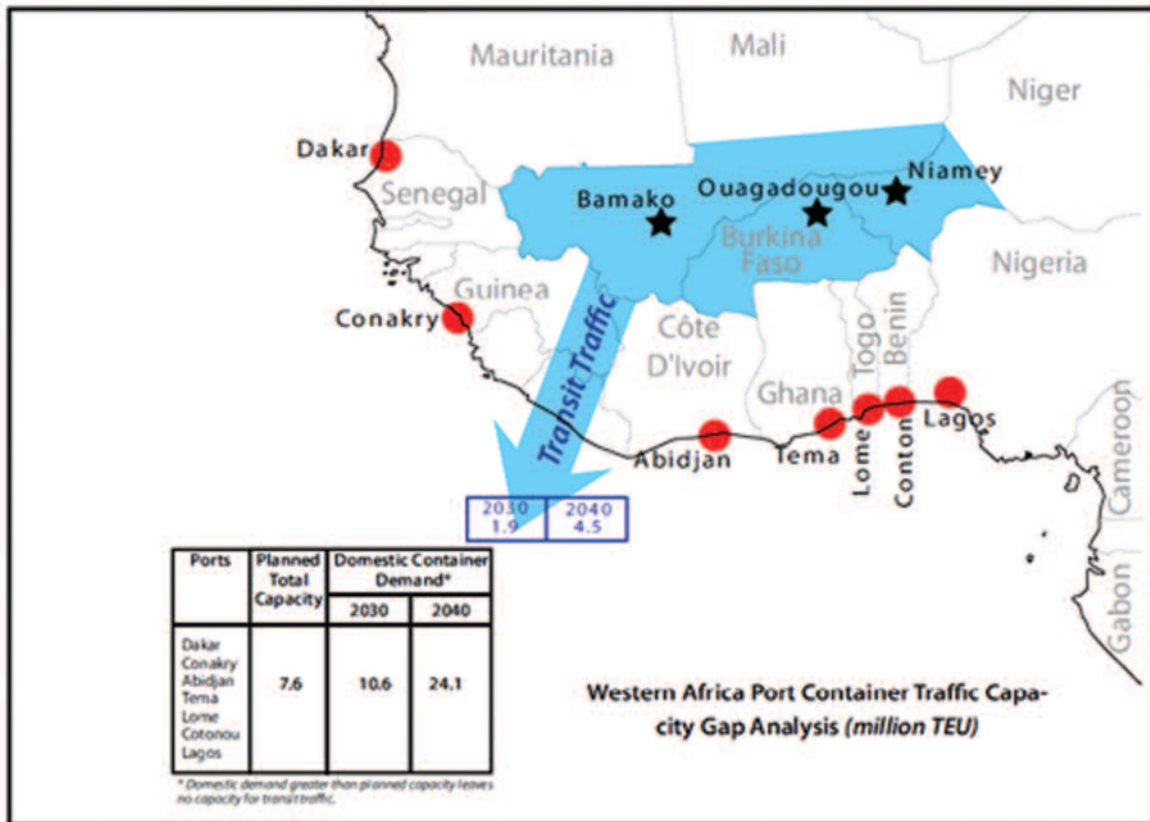 Mauritania
Mali
Niger
Dakar
Senegal
Bamako
Ouagadougou
Niamey
Burkina
Faso
Nigeria
Guinea
Conakry
Transit Traffic
Côte
D'Ivoir
Ghana
Togo
Benin
Cameroon
Gabon
Abidjan
Tema
Lome
Conton
Lagos
2030 2040
1.9 4.5
Ports Planned Total Capacity Domestic Container Demand*
2030 2040
Dakar
Conakry
Abidjan 7.6 10.6 24.1
Tema
Lome
Cotonou
Lagos
* Domestic demand greater than planned capacity leaves
no capacity for transit traffic.
Western Africa Port Container Traffic Capa-
city Gap Analysis (million TEU)